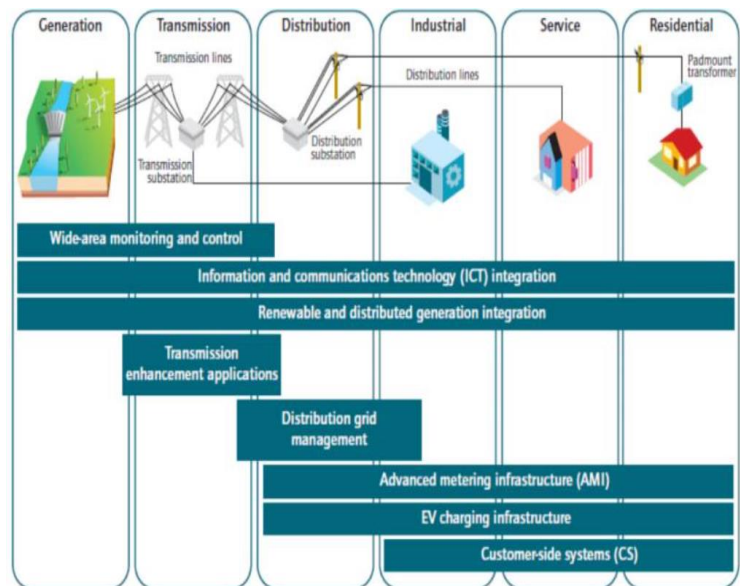 Generation
Transmission
Distribution
Industrial
Service
Residential
Transmission lines
Distribution lines
Padmount
transformer
Transmission
substation
Distribution
substation
Wide-area monitoring and control
Information and communications technology (ICT) integration
Renewable and distributed generation integration
Transmission
enhancement applications
Distribution grid
management
Advanced metering infrastructure (AMI)
EV charging infrastructure
Customer-side systems (CS)